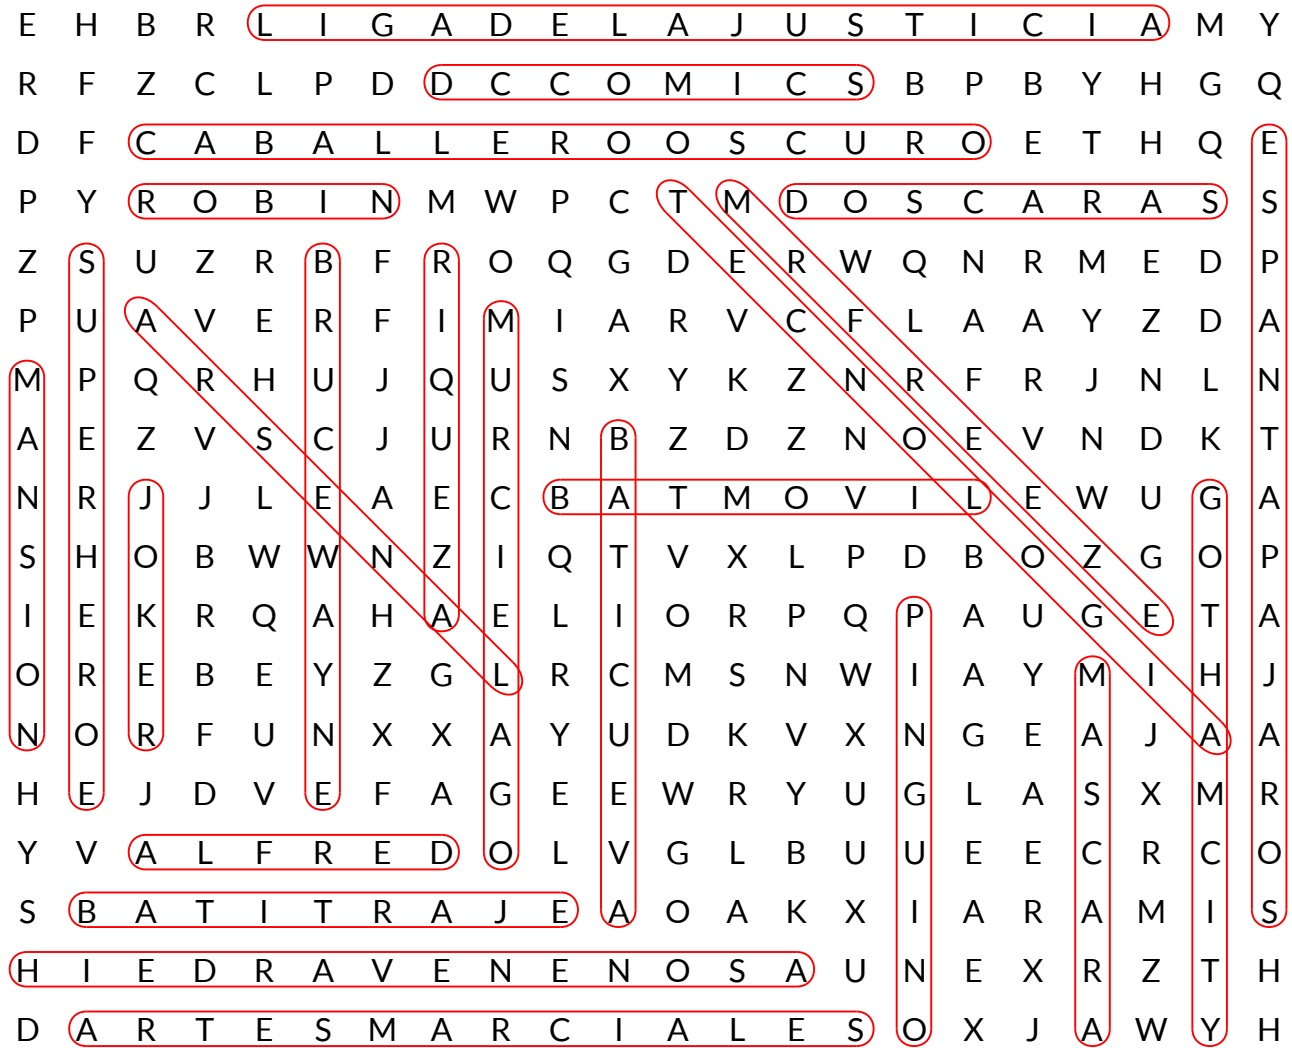 E H B R L I G A D E L A J U S T I C I A M Y
R F Z C L P D D C C O M I C S B P B Y H G Q
D F C A B A L L E R O O S C U R O E T H Q E
P Y R O B I N M W P C T M D O S C A R A S S
Z S U Z R B F R O Q G D E R W Q N R M E D P
P U A V E R F I M I A R V C F L A A Y Z D A
M P Q R H U J Q U S X Y K Z N R F R J N L N
A E Z V S C J U R N B Z D Z N O E V N D K T
N R J J L E A E C B A T M O V I L E W U G A
S H O B W W N Z I Q T V X L P D B O Z G O P
I E K R Q A H A E L I O R P Q P A U G E T A
O R E B E Y Z G L R C M S N W I A Y M I H J
N O R F U N X X A Y U D K V X N G E A J A A
H E J D V E F A G E E W R Y U G L A S X M R
Y V A L F R E D O L V G L B U U E E C R C O
S B A T I T R A J E A O A K X I A R A M I S
H I E D R A V E N E N O S A U N E X R Z T H
D A R T E S M A R C I A L E S O X J A W Y H